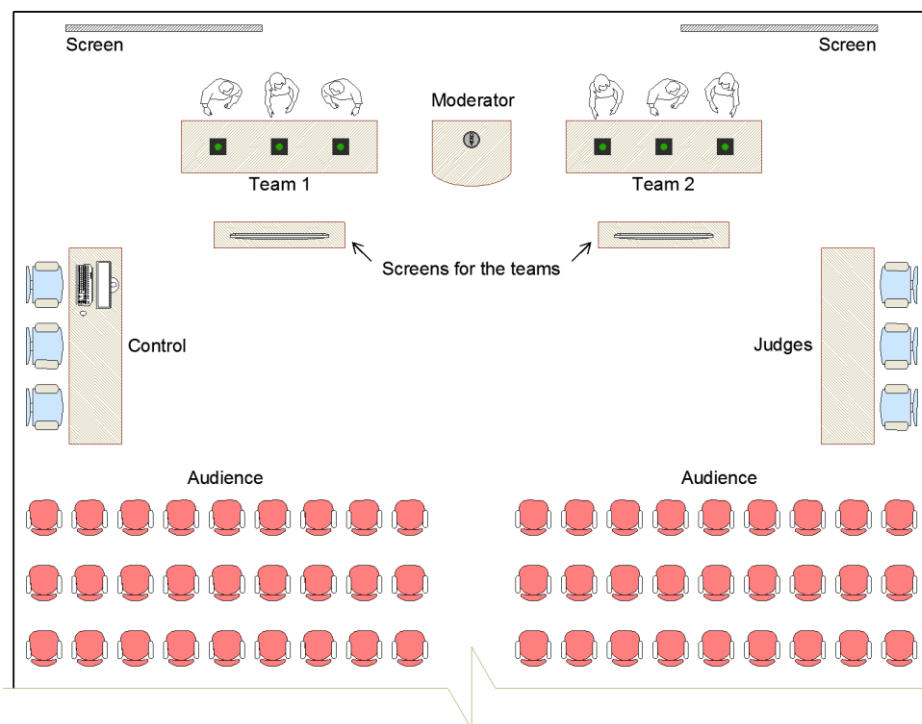 Screen
Screen
Moderator
Team 1
Team 2
Screens for the teams
Control
Judges
Audience
Audience